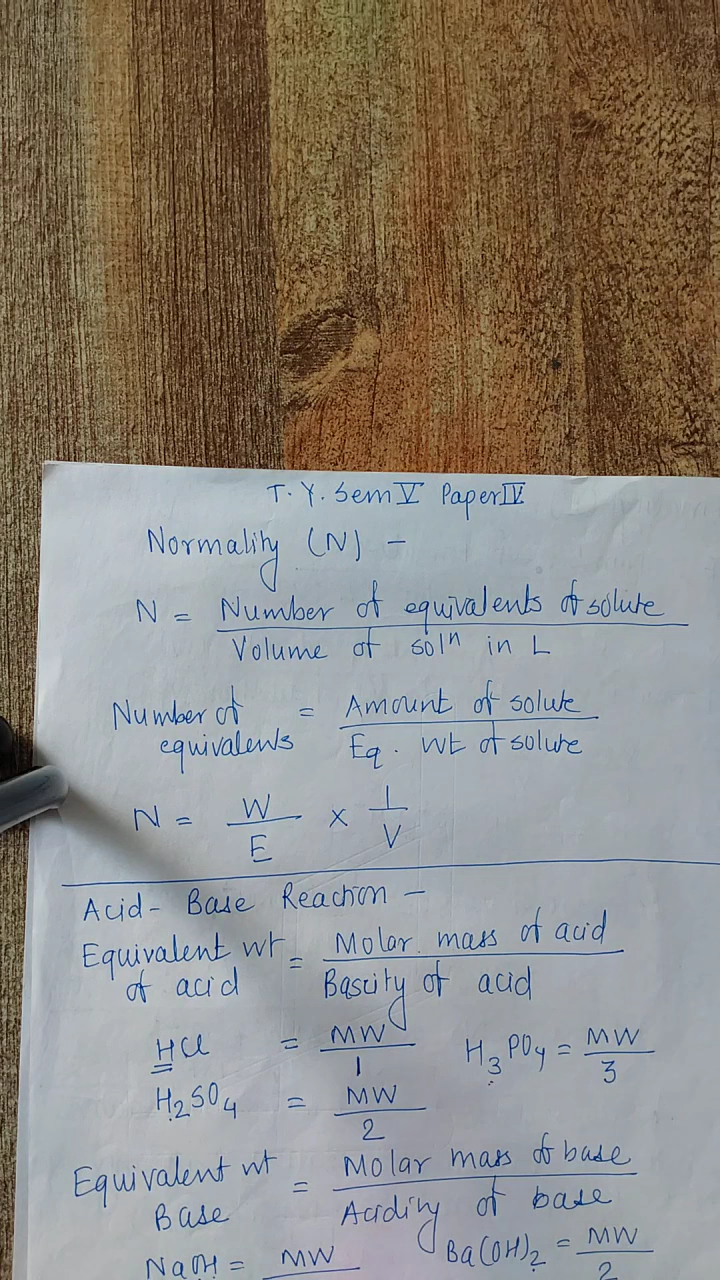 T. Y. Sem V Paper IV
Normality (N) -
N = Number of equivalents of solute
Volume of solⁿ in L
Number of = Amount of solute
equivalents Eq. Wt of solute
N = W × 1
E V
Acid - Base Reaction -
Equivalent wt = Molar mass of acid
of acid Bascity of acid
HCl = MW H₃PO₄ = MW
1 3
H₂SO₄ = MW
2
Equivalent wt = Molar mass of base
Base Acidity of base
NaOH = MW Ba(OH)₂ = MW
2